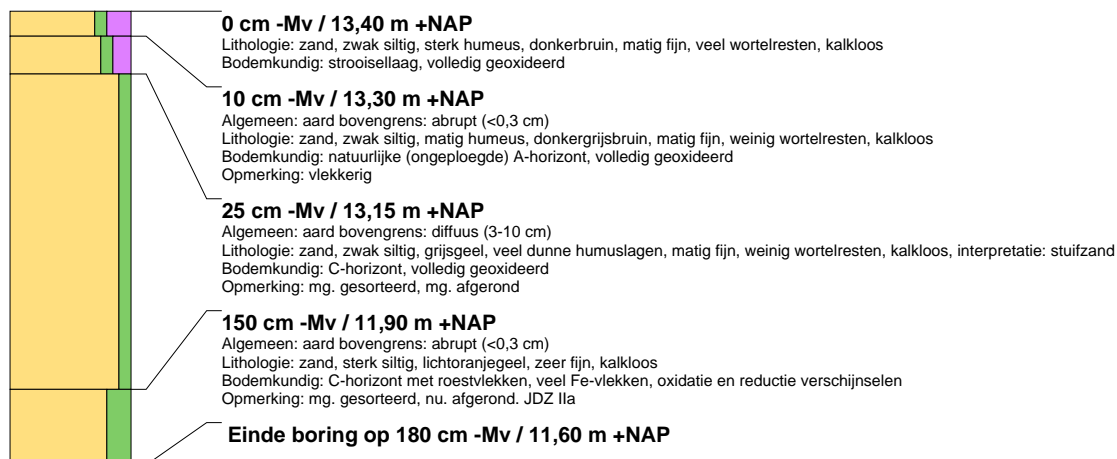 0 cm -Mv / 13,40 m +NAP
Lithologie: zand, zwak siltig, sterk humeus, donkerbruin, matig fijn, veel wortelresten, kalkloos
Bodemkundig: strooisellaag, volledig geoxideerd
10 cm -Mv / 13,30 m +NAP
Algemeen: aard bovengrens: abrupt (<0,3 cm)
Lithologie: zand, zwak siltig, matig humeus, donkergrijsbruin, matig fijn, weinig wortelresten, kalkloos
Bodemkundig: natuurlijke (ongeploegde) A-horizont, volledig geoxideerd
Opmerking: vlekkerig
25 cm -Mv / 13,15 m +NAP
Algemeen: aard bovengrens: diffuus (3-10 cm)
Lithologie: zand, zwak siltig, grijsgeel, veel dunne humuslagen, matig fijn, weinig wortelresten, kalkloos, interpretatie: stuifzand
Bodemkundig: C-horizont, volledig geoxideerd
Opmerking: mg. gesorteerd, mg. afgerond
150 cm -Mv / 11,90 m +NAP
Algemeen: aard bovengrens: abrupt (<0,3 cm)
Lithologie: zand, sterk siltig, lichtoranjegeel, zeer fijn, kalkloos
Bodemkundig: C-horizont met roestvlekken, veel Fe-vlekken, oxidatie en reductie verschijnselen
Opmerking: mg. gesorteerd, nu. afgerond. JDZ IIa
Einde boring op 180 cm -Mv / 11,60 m +NAP